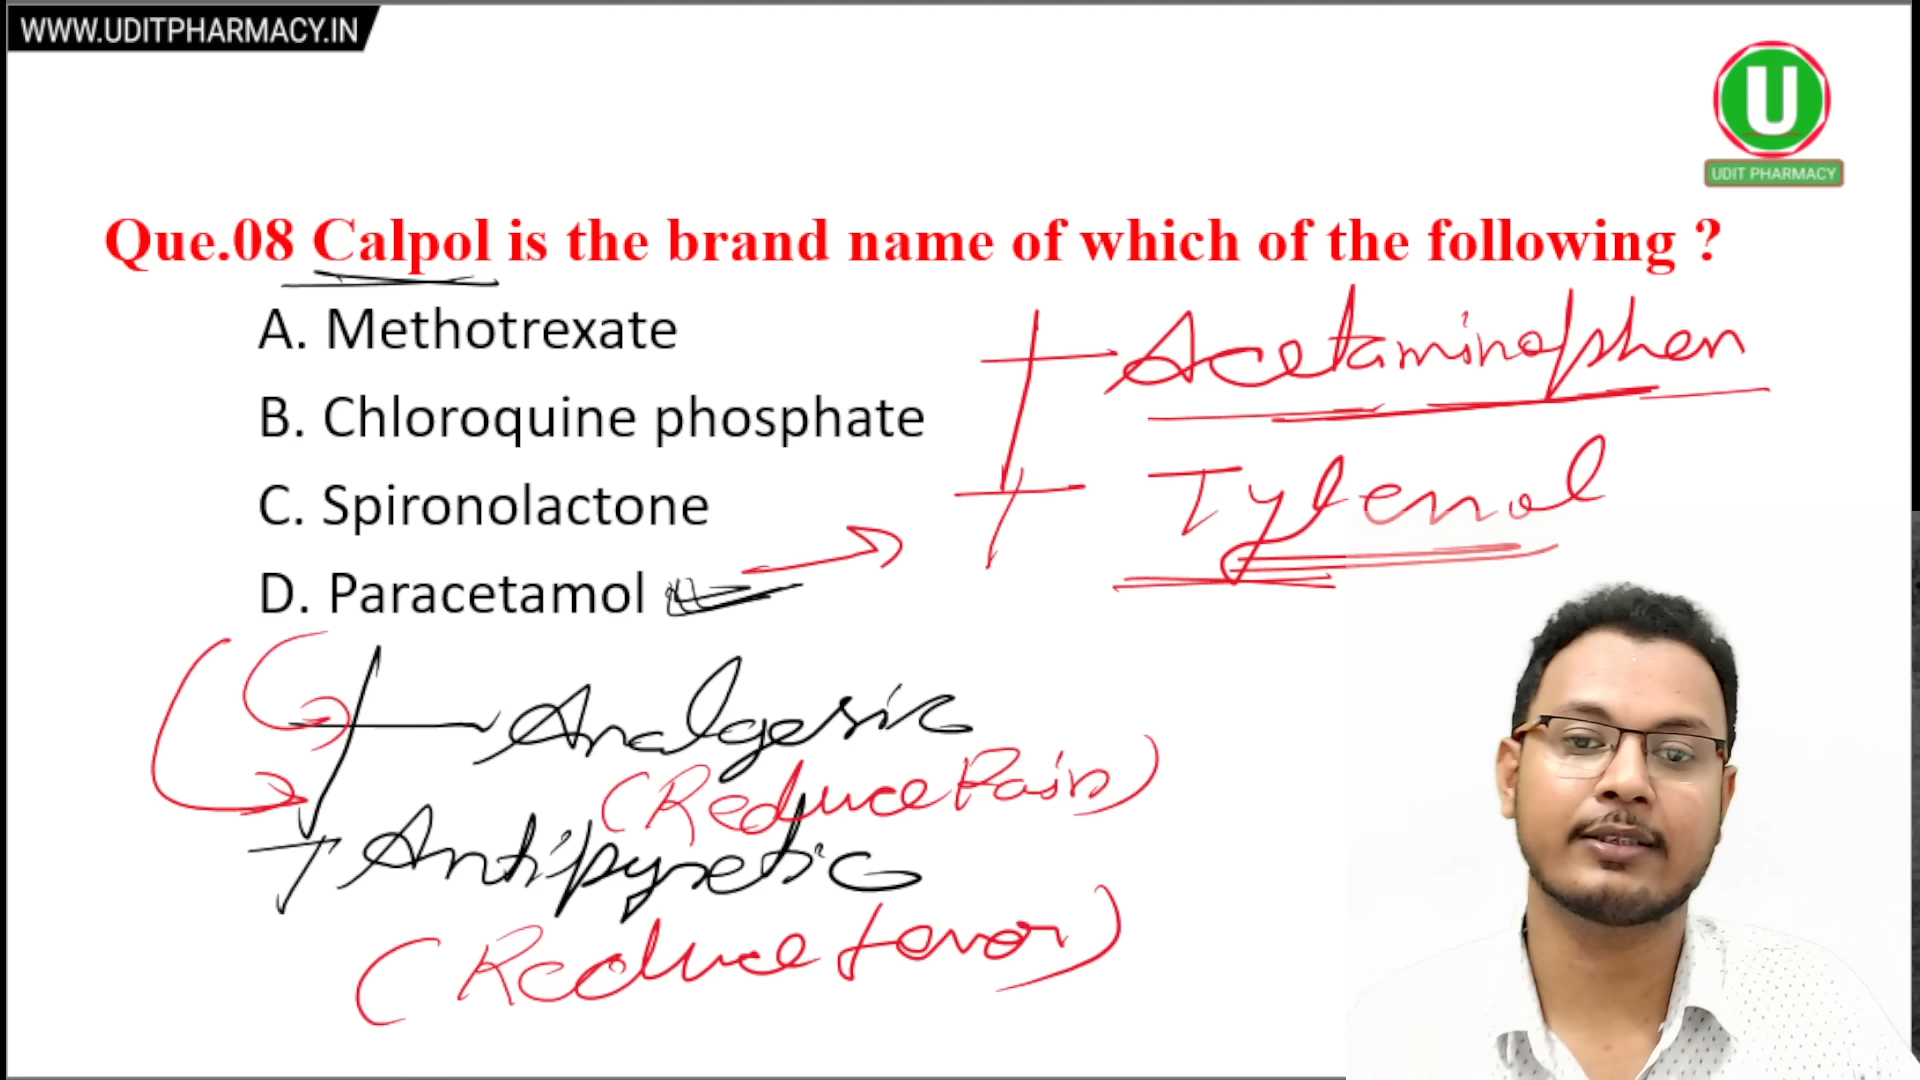 WWW.UDITPHARMACY.IN
U
UDIT PHARMACY
Que.08 Calpol is the brand name of which of the following ?
A. Methotrexate
B. Chloroquine phosphate
C. Spironolactone
D. Paracetamol
Acetaminophen
Tylenol
Analgesic
(Reduce Pain)
Antipyretic
(Reduce fevor)